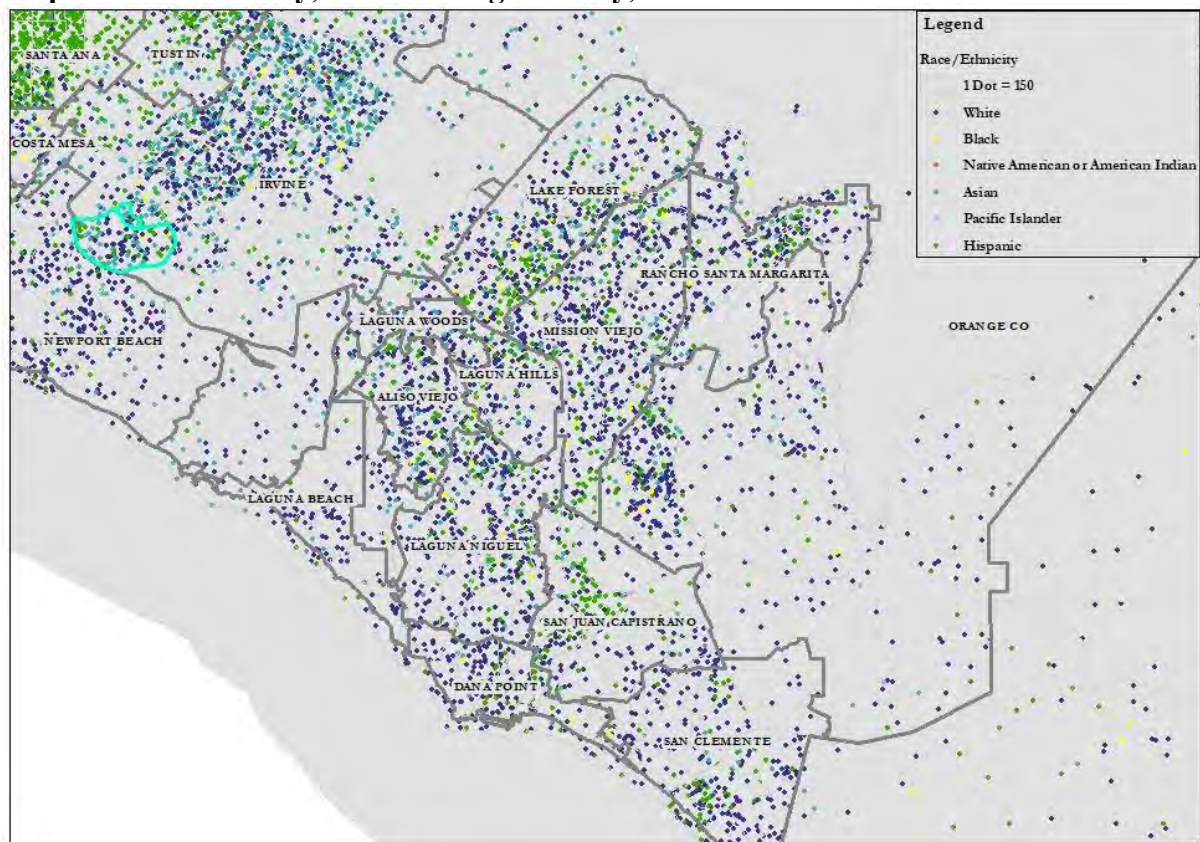 Legend
Race/Ethnicity
1 Dot = 150
White
Black
Native American or American Indian
Asian
Pacific Islander
Hispanic
SANTA ANA
TUSTIN
COSTA MESA
IRVINE
LAKE FOREST
RANCHO SANTA MARGARITA
LAGUNA WOODS
MISSION VIEJO
ORANGE CO
NEWPORT BEACH
LAGUNA HILLS
ALISO VIEJO
LAGUNA BEACH
LAGUNA NIGUEL
SAN JUAN CAPISTRANO
DANA POINT
SAN CLEMENTE